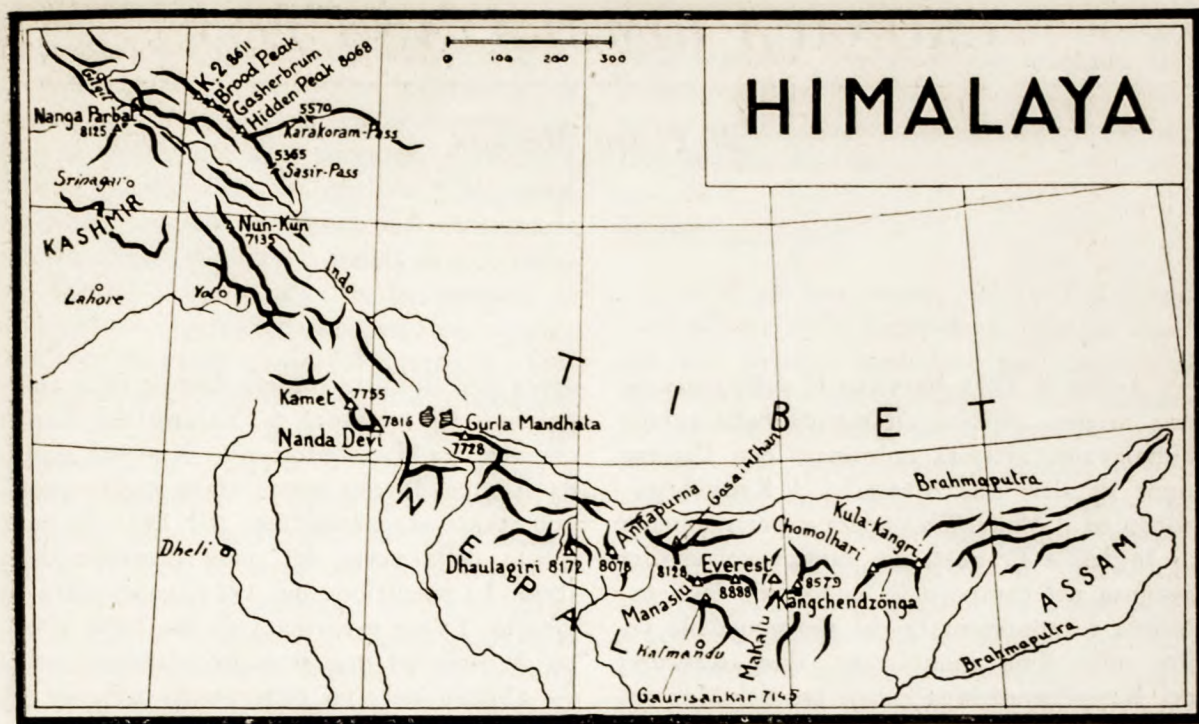 HIMALAYA
0 100 200 300
K.2 8611
Brood Peak
Gasherbrum
Hidden Peak 8068
Nanga Parbat
8125
5570
Karakoram-Pass
5365
Sasir-Pass
Srinagar
KASHMIR
Nun-Kun
7135
Indo
Lahore
TIBET
Kamet
7755
Nanda Devi
7816
Gurla Mandhata
7728
NEPAL
Dheli
Dhaulagiri
8172
Annapurna
8078
Gosainthan
8128
Manaslu
Everest
8888
Makalu
Katmandu
Gaurisankar 7145
Chomolhari
Kula-Kangri
8579
Kangchendzönga
Brahmaputra
ASSAM
Brahmaputra